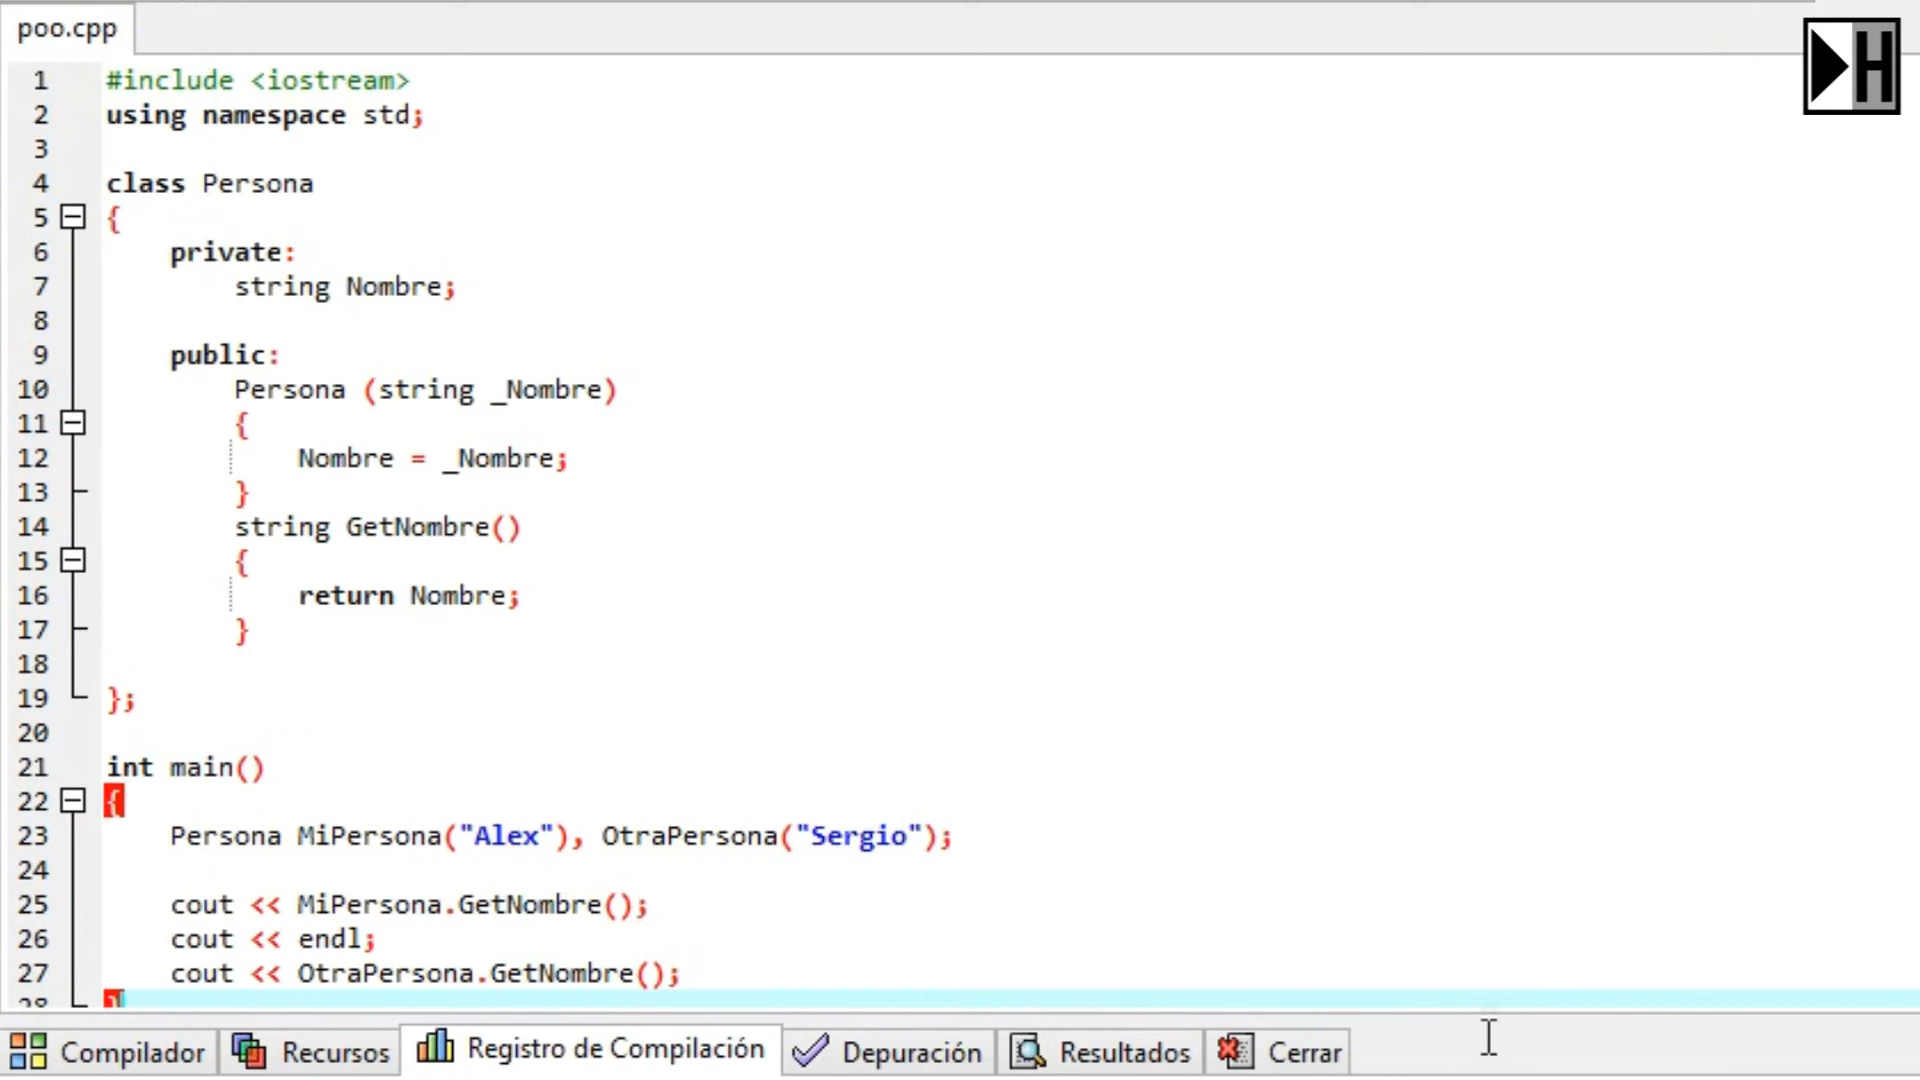 poo.cpp
H
1 #include <iostream>
2 using namespace std;
3
4 class Persona
5 {
6 private:
7 string Nombre;
8
9 public:
10 Persona (string _Nombre)
11 {
12 Nombre = _Nombre;
13 }
14 string GetNombre()
15 {
16 return Nombre;
17 }
18
19 };
20
21 int main()
22 {
23 Persona MiPersona("Alex"), OtraPersona("Sergio");
24
25 cout << MiPersona.GetNombre();
26 cout << endl;
27 cout << OtraPersona.GetNombre();
28 }
Compilador Recursos Registro de Compilación Depuración Resultados Cerrar